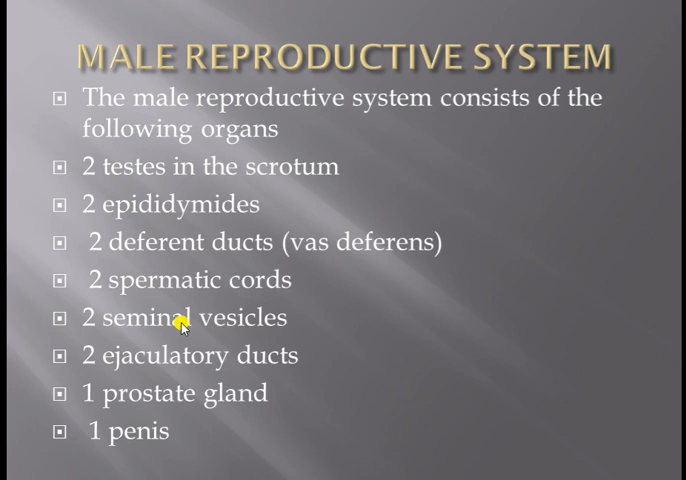 MALE REPRODUCTIVE SYSTEM
The male reproductive system consists of the
following organs
2 testes in the scrotum
2 epididymides
2 deferent ducts (vas deferens)
2 spermatic cords
2 seminal vesicles
2 ejaculatory ducts
1 prostate gland
1 penis